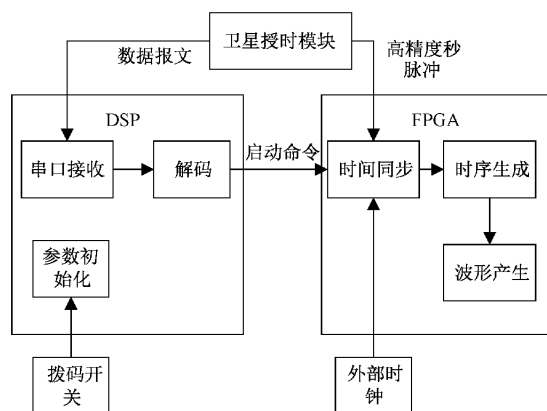 卫星授时模块
数据报文
高精度秒
脉冲
DSP
FPGA
串口接收
解码
启动命令
时间同步
时序生成
参数初
始化
波形产生
拨码开
关
外部时
钟